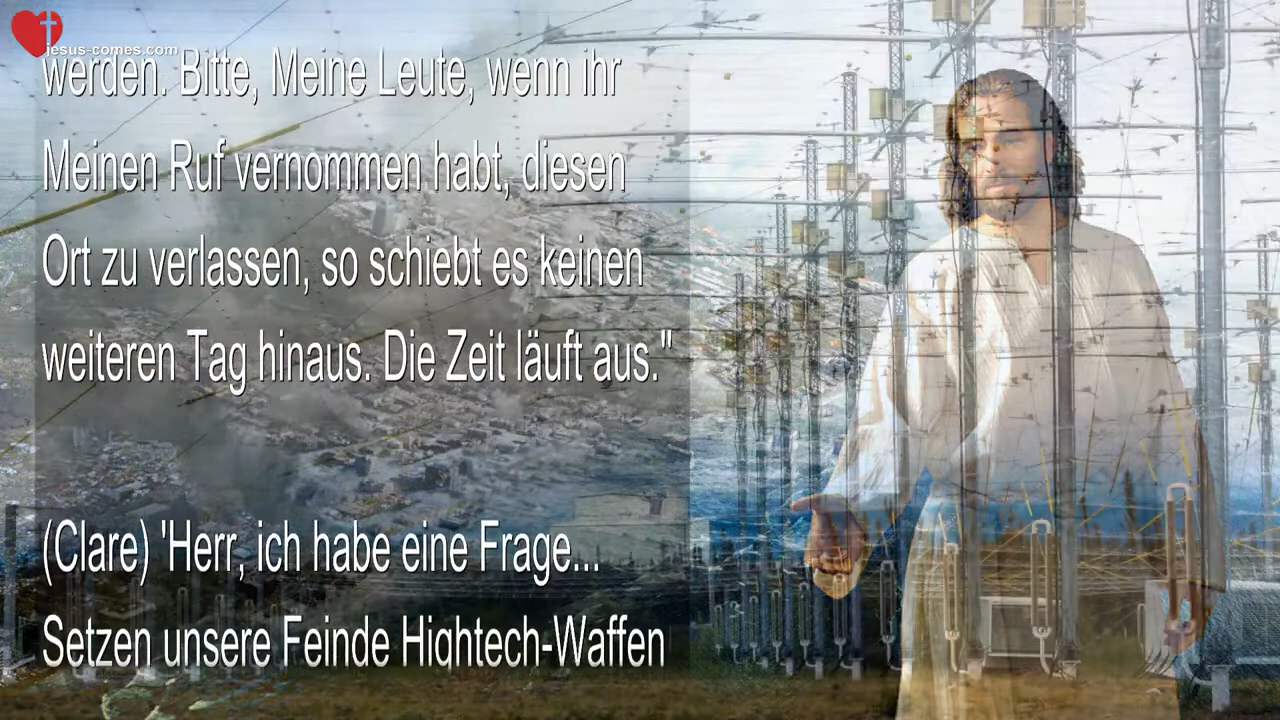 jesus-comes.com
werden. Bitte, Meine Leute, wenn ihr
Meinen Ruf vernommen habt, diesen
Ort zu verlassen, so schiebt es keinen
weiteren Tag hinaus. Die Zeit läuft aus."
(Clare) 'Herr, ich habe eine Frage...
Setzen unsere Feinde Hightech-Waffen